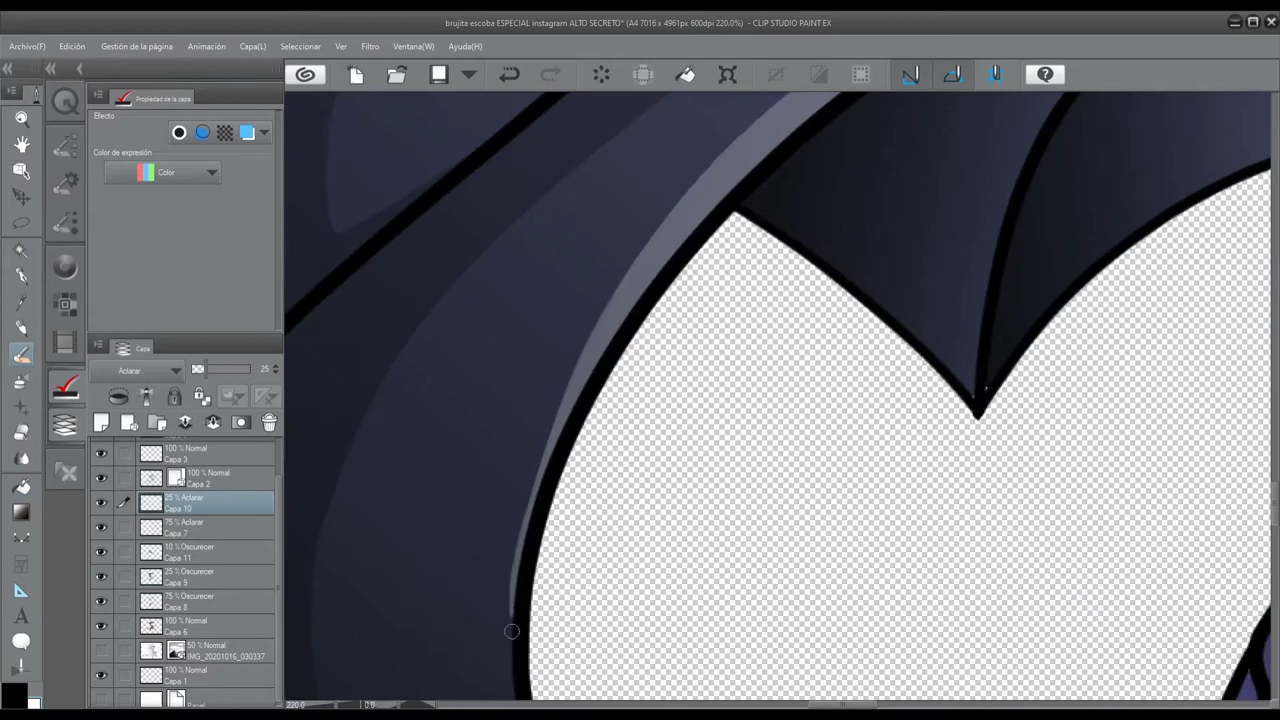 brujita escoba ESPECIAL instagram ALTO SECRETO* (A4 7016 x 4961px 600dpi 220.0%) - CLIP STUDIO PAINT EX
Archivo(F) Edición Gestión de la página Animación Capa(L) Seleccionar Ver Filtro Ventana(W) Ayuda(H)
Propiedad de la capa
Efecto
Color de expresión
Color
Capa
Aclarar 25
100 % Normal
Capa 3
100 % Normal
Capa 2
25 % Aclarar
Capa 10
75 % Aclarar
Capa 7
10 % Oscurecer
Capa 11
25 % Oscurecer
Capa 9
75 % Oscurecer
Capa 8
100 % Normal
Capa 6
50 % Normal
IMG_20201016_030337
100 % Normal
Capa 1
Papel
220.0 0.0